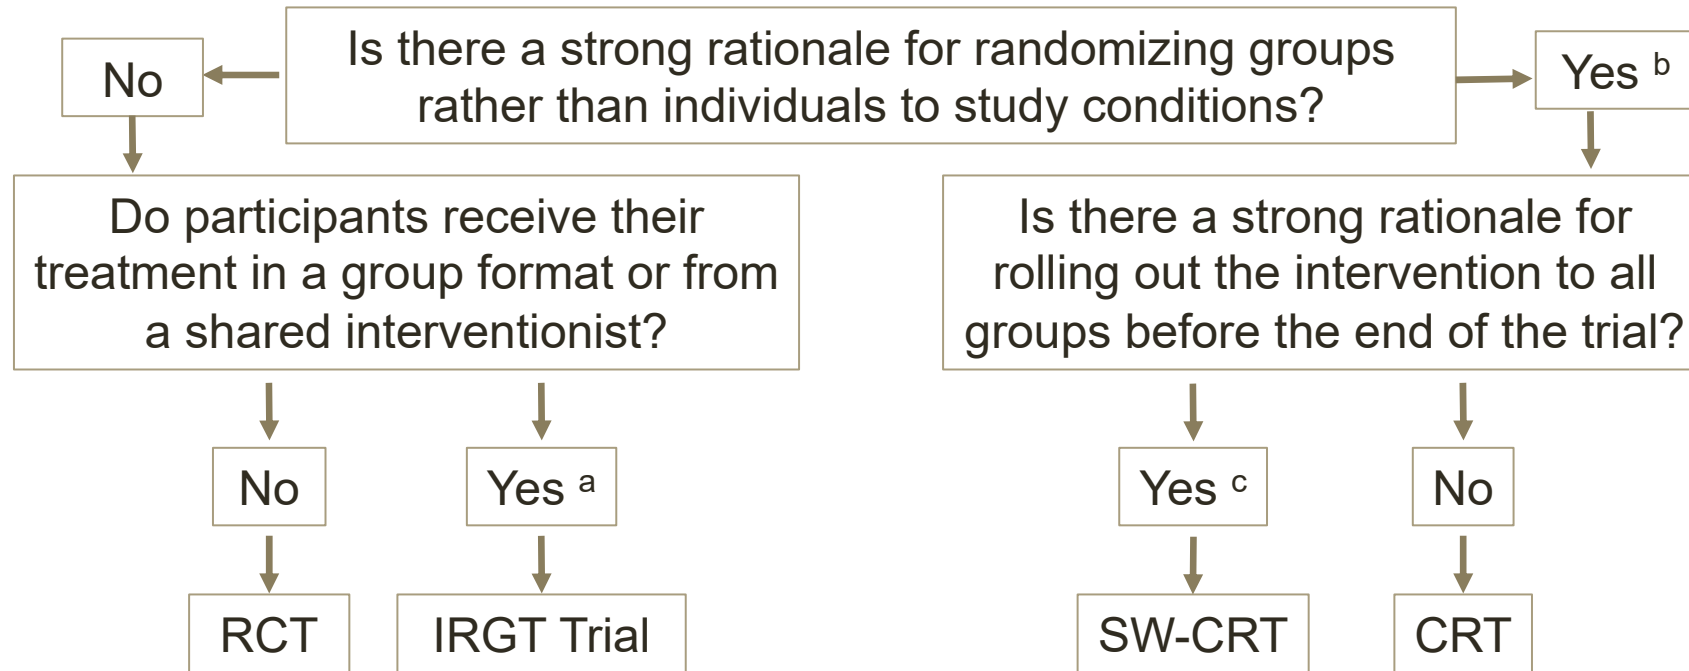 Is there a strong rationale for randomizing groups
rather than individuals to study conditions?
No
Yes b
Do participants receive their
treatment in a group format or from
a shared interventionist?
Is there a strong rationale for
rolling out the intervention to all
groups before the end of the trial?
No
Yes a
Yes c
No
RCT
IRGT Trial
SW-CRT
CRT